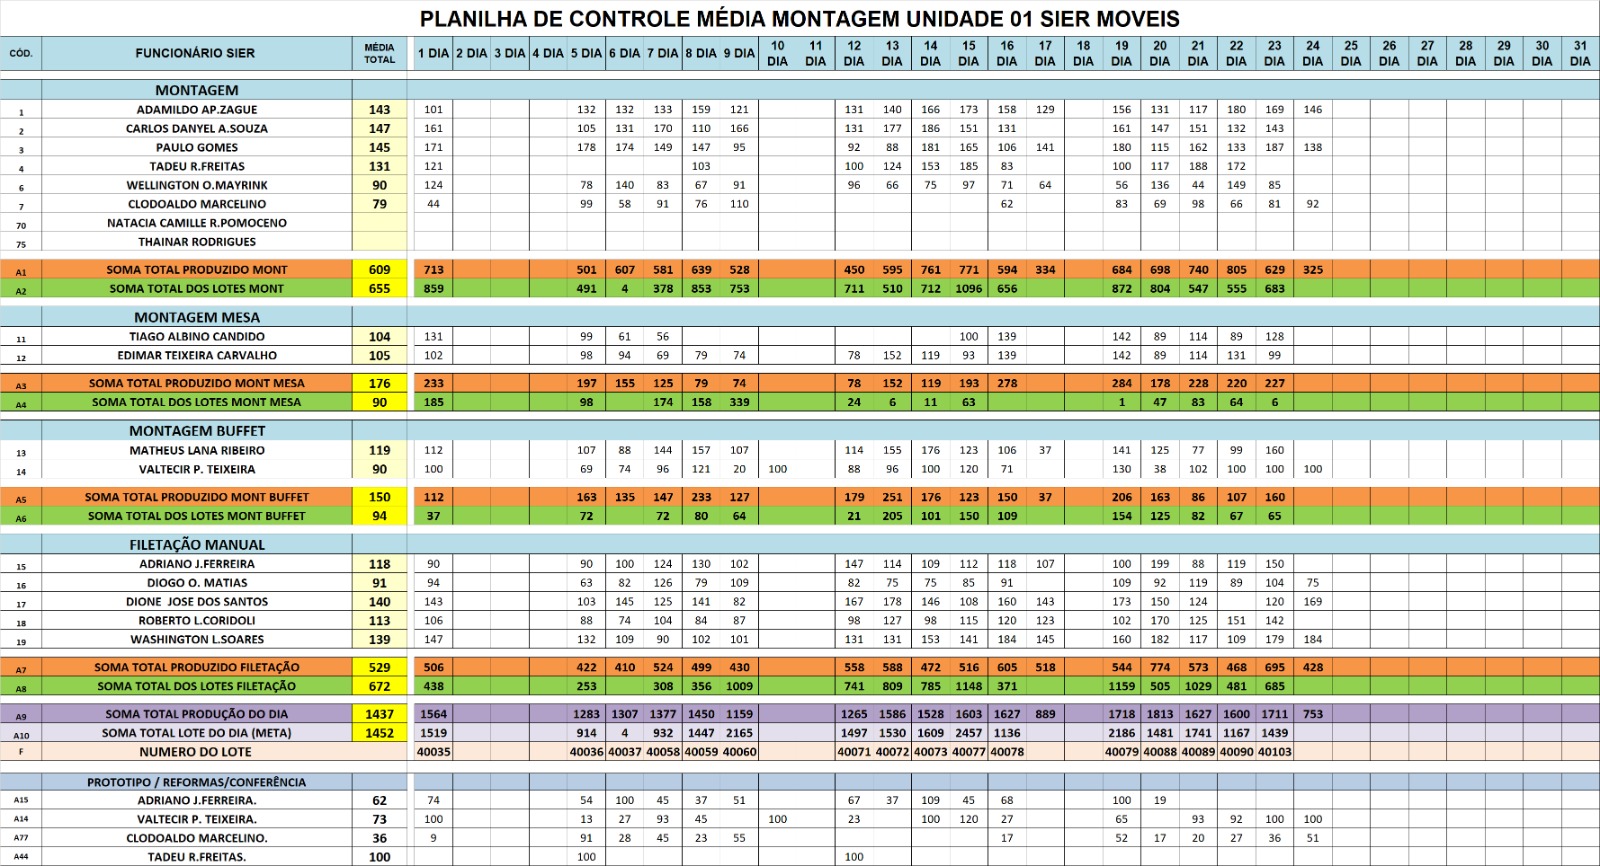 PLANILHA DE CONTROLE MÉDIA MONTAGEM UNIDADE 01 SIER MOVEIS
CÓD. FUNCIONÁRIO SIER MÉDIA TOTAL 1 DIA 2 DIA 3 DIA 4 DIA 5 DIA 6 DIA 7 DIA 8 DIA 9 DIA 10 DIA 11 DIA 12 DIA 13 DIA 14 DIA 15 DIA 16 DIA 17 DIA 18 DIA 19 DIA 20 DIA 21 DIA 22 DIA 23 DIA 24 DIA 25 DIA 26 DIA 27 DIA 28 DIA 29 DIA 30 DIA 31 DIA
MONTAGEM
1 ADAMILDO AP.ZAGUE 143 101 132 132 133 159 121 131 140 166 173 158 129 156 131 117 180 169 146
2 CARLOS DANYEL A.SOUZA 147 161 105 131 170 110 166 131 177 186 151 131 161 147 151 132 143
3 PAULO GOMES 145 171 178 174 149 147 95 92 88 181 165 106 141 180 115 162 133 187 138
4 TADEU R.FREITAS 131 121 103 100 124 153 185 83 100 117 188 172
6 WELLINGTON O.MAYRINK 90 124 78 140 83 67 91 96 66 75 97 71 64 56 136 44 149 85
7 CLODOALDO MARCELINO 79 44 99 58 91 76 110 62 83 69 98 66 81 92
70 NATACIA CAMILLE R.POMOCENO
75 THAINAR RODRIGUES
A1 SOMA TOTAL PRODUZIDO MONT 609 713 501 607 581 639 528 450 595 761 771 594 334 684 698 740 805 629 325
A2 SOMA TOTAL DOS LOTES MONT 655 859 491 4 378 853 753 711 510 712 1096 656 872 804 547 555 683
MONTAGEM MESA
11 TIAGO ALBINO CANDIDO 104 131 99 61 56 100 139 142 89 114 89 128
12 EDIMAR TEIXEIRA CARVALHO 105 102 98 94 69 79 74 78 152 119 93 139 142 89 114 131 99
A3 SOMA TOTAL PRODUZIDO MONT MESA 176 233 197 155 125 79 74 78 152 119 193 278 284 178 228 220 227
A4 SOMA TOTAL DOS LOTES MONT MESA 90 185 98 174 158 339 24 6 11 63 1 47 83 64 6
MONTAGEM BUFFET
13 MATHEUS LANA RIBEIRO 119 112 107 88 144 157 107 114 155 176 123 106 37 141 125 77 99 160
14 VALTECIR P. TEIXEIRA 90 100 69 74 96 121 20 100 88 96 100 120 71 130 38 102 100 100 100
A5 SOMA TOTAL PRODUZIDO MONT BUFFET 150 112 163 135 147 233 127 179 251 176 123 150 37 206 163 86 107 160
A6 SOMA TOTAL DOS LOTES MONT BUFFET 94 37 72 72 80 64 21 205 101 150 109 154 125 82 67 65
FILETAÇÃO MANUAL
15 ADRIANO J.FERREIRA 118 90 90 100 124 130 102 147 114 109 112 118 107 100 199 88 119 150
16 DIOGO O. MATIAS 91 94 63 82 126 79 109 82 75 75 85 91 109 92 119 89 104 75
17 DIONE JOSE DOS SANTOS 140 143 103 145 125 141 82 167 178 146 108 160 143 173 150 124 120 169
18 ROBERTO L.CORIDOLI 113 106 88 74 104 84 87 98 127 98 115 120 123 102 170 125 151 142
19 WASHINGTON L.SOARES 139 147 132 109 90 102 101 131 131 153 141 184 145 160 182 117 109 179 184
A7 SOMA TOTAL PRODUZIDO FILETAÇÃO 529 506 422 410 524 499 430 558 588 472 516 605 518 544 774 573 468 695 428
A8 SOMA TOTAL DOS LOTES FILETAÇÃO 672 438 253 308 356 1009 741 809 785 1148 371 1159 505 1029 481 685
A9 SOMA TOTAL PRODUÇÃO DO DIA 1437 1564 1283 1307 1377 1450 1159 1265 1586 1528 1603 1627 889 1718 1813 1627 1600 1711 753
A10 SOMA TOTAL LOTE DO DIA (META) 1452 1519 914 4 932 1447 2165 1497 1530 1609 2457 1136 2186 1481 1741 1167 1439
F NUMERO DO LOTE 40035 40036 40037 40058 40059 40060 40071 40072 40073 40077 40078 40079 40088 40089 40090 40103
PROTOTIPO / REFORMAS/CONFERÊNCIA
A15 ADRIANO J.FERREIRA. 62 74 54 100 45 37 51 67 37 109 45 68 100 19
A14 VALTECIR P. TEIXEIRA. 73 100 13 27 93 45 100 23 100 120 27 65 93 92 100 100
A77 CLODOALDO MARCELINO. 36 9 91 28 45 23 55 17 52 17 20 27 36 51
A44 TADEU R.FREITAS. 100 100 100